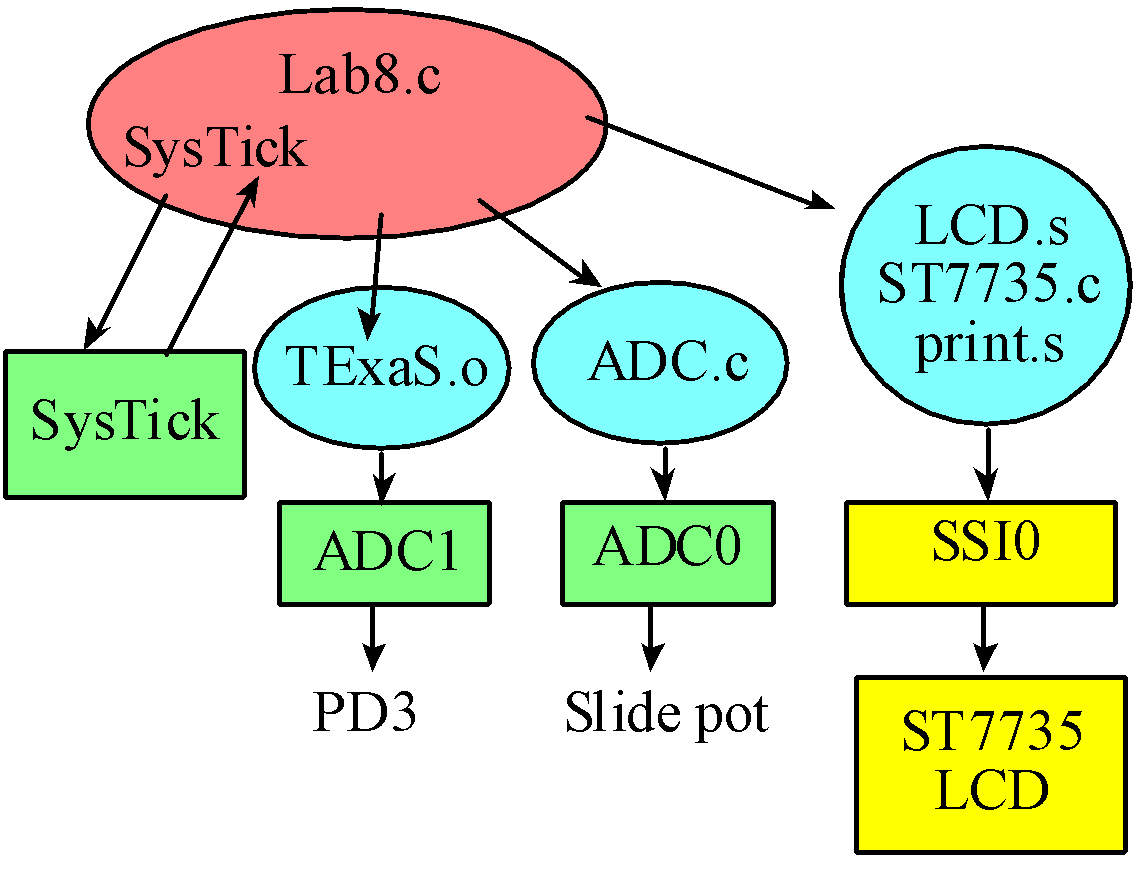 Lab8.c
SysTick
LCD.s
ST7735.c
print.s
TExaS.o
ADC.c
SysTick
ADC1
ADC0
SSI0
PD3
Slide pot
ST7735
LCD